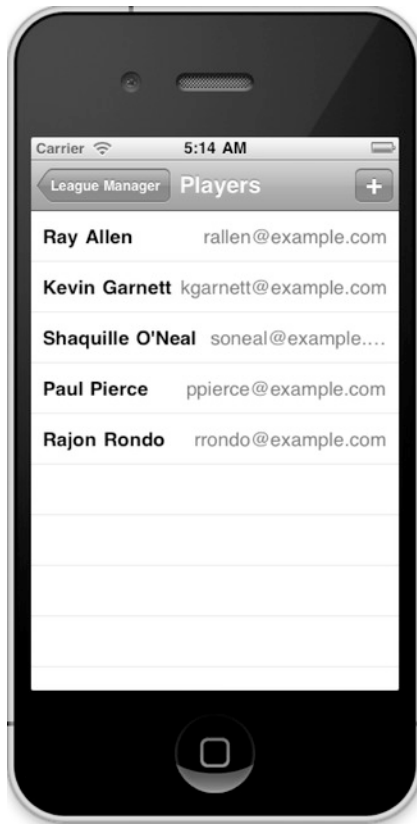 Carrier 5:14 AM
League Manager Players +
Ray Allen rallen@example.com
Kevin Garnett kgarnett@example.com
Shaquille O'Neal soneal@example....
Paul Pierce ppierce@example.com
Rajon Rondo rrondo@example.com